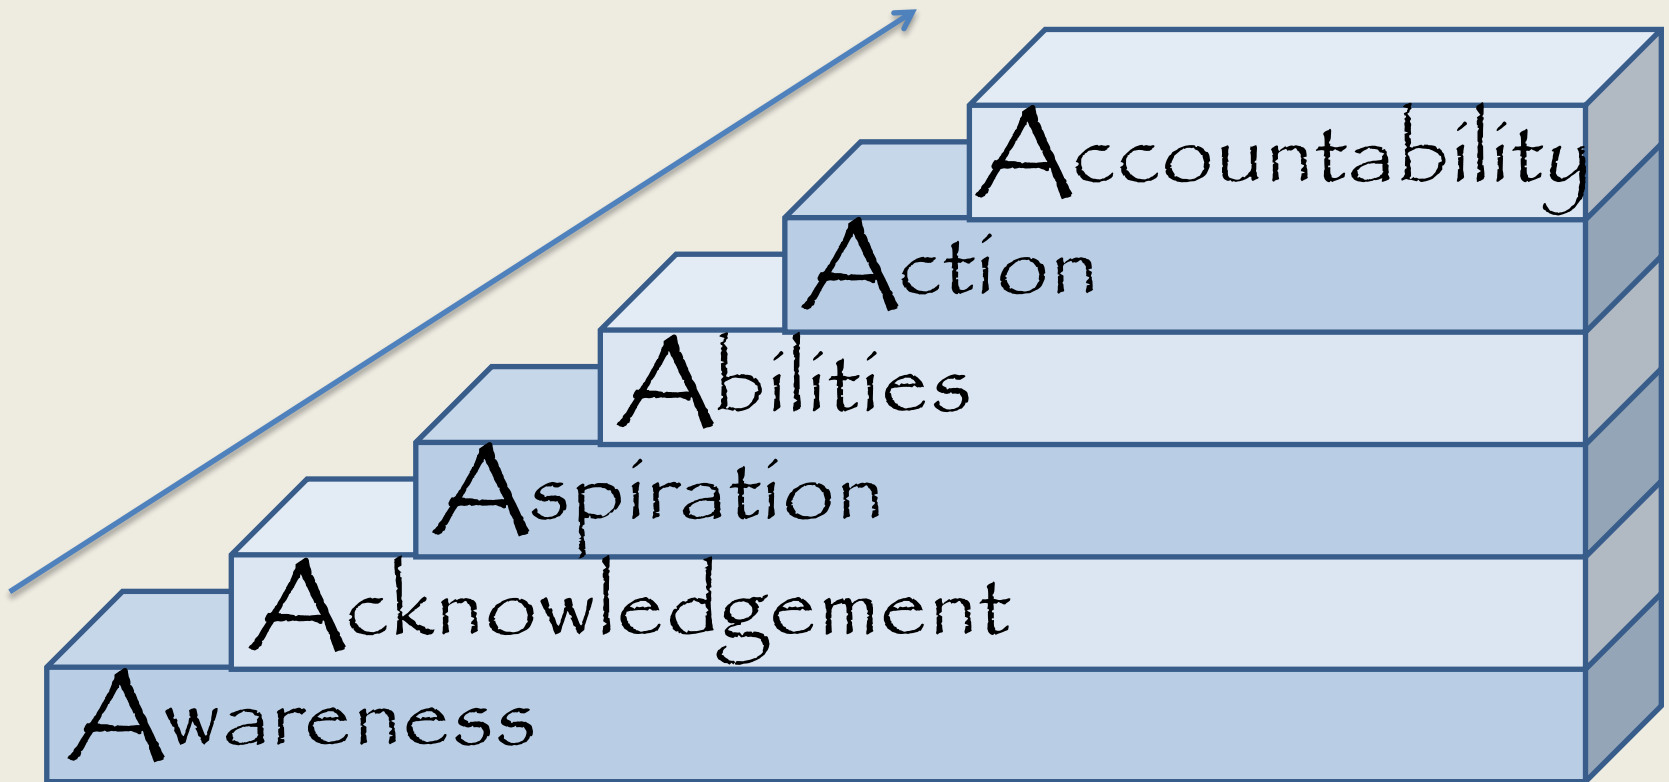 Accountability
Action
Abilities
Aspiration
Acknowledgement
Awareness